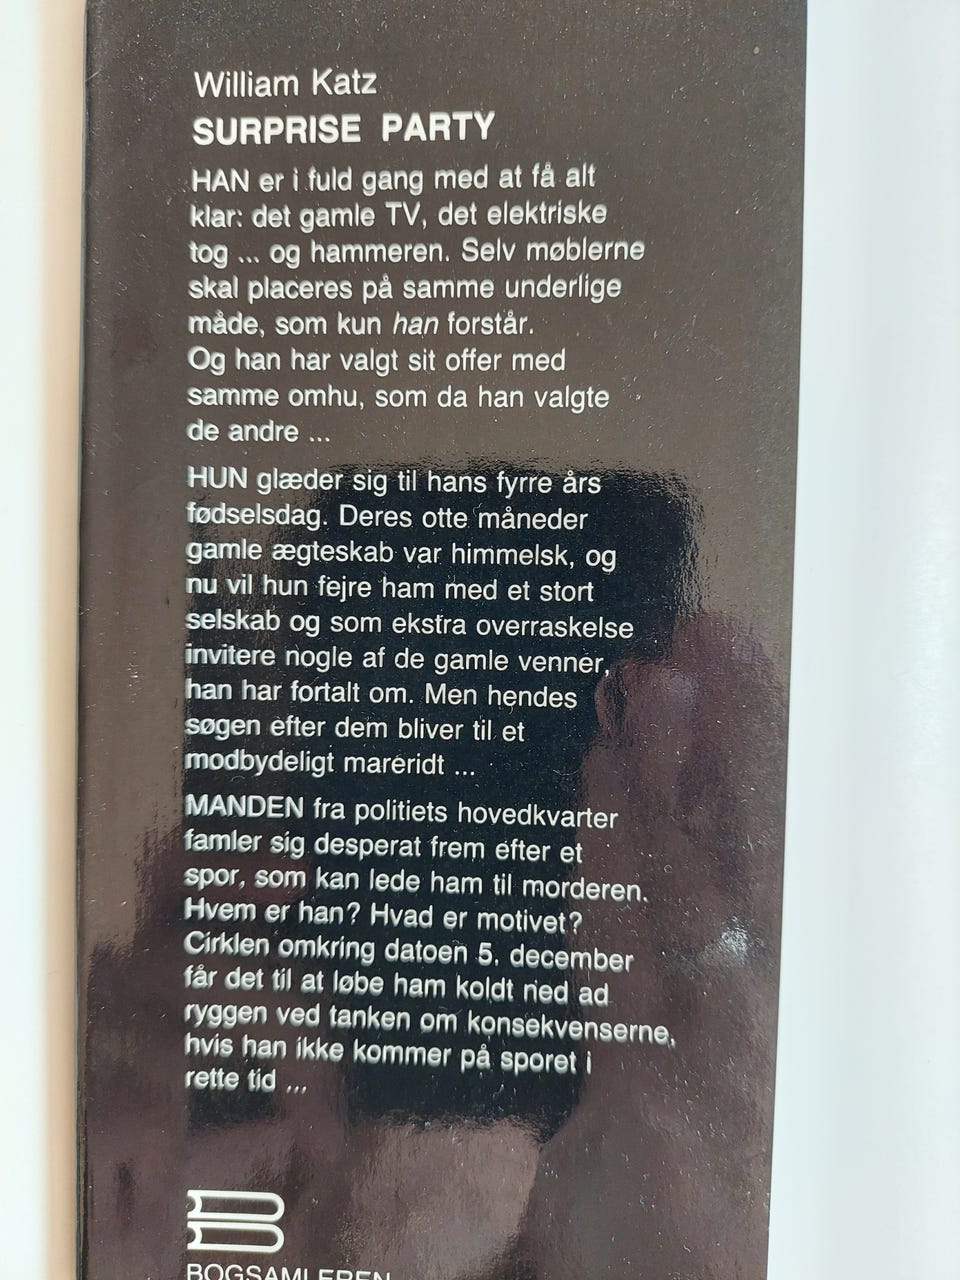 William Katz
SURPRISE PARTY
HAN er i fuld gang med at få alt
klar: det gamle TV, det elektriske
tog ... og hammeren. Selv møblerne
skal placeres på samme underlige
måde, som kun han forstår.
Og han har valgt sit offer med
samme omhu, som da han valgte
de andre ...
HUN glæder sig til hans fyrre års
fødselsdag. Deres otte måneder
gamle ægteskab var himmelsk, og
nu vil hun fejre ham med et stort
selskab og som ekstra overraskelse
invitere nogle af de gamle venner,
han har fortalt om. Men hendes
søgen efter dem bliver til et
modbydeligt mareridt ...
MANDEN fra politiets hovedkvarter
famler sig desperat frem efter et
spor, som kan lede ham til morderen.
Hvem er han? Hvad er motivet?
Cirklen omkring datoen 5. december
får det til at løbe ham koldt ned ad
ryggen ved tanken om konsekvenserne,
hvis han ikke kommer på sporet i
rette tid ...
BOGSAMLEREN